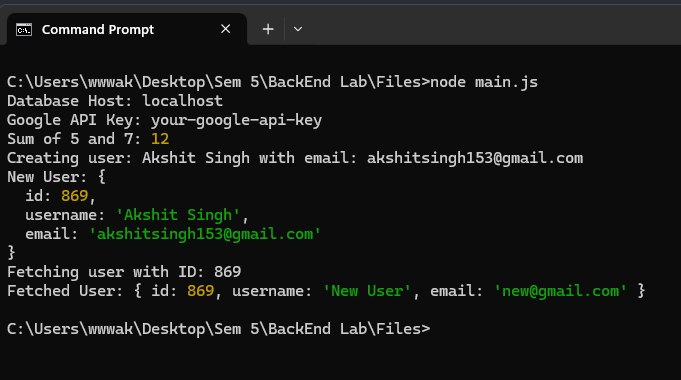 Command Prompt
C:\Users\wwwak\Desktop\Sem 5\BackEnd Lab\Files>node main.js
Database Host: localhost
Google API Key: your-google-api-key
Sum of 5 and 7: 12
Creating user: Akshit Singh with email: akshitsingh153@gmail.com
New User: {
  id: 869,
  username: 'Akshit Singh',
  email: 'akshitsingh153@gmail.com'
}
Fetching user with ID: 869
Fetched User: { id: 869, username: 'New User', email: 'new@gmail.com' }
C:\Users\wwwak\Desktop\Sem 5\BackEnd Lab\Files>